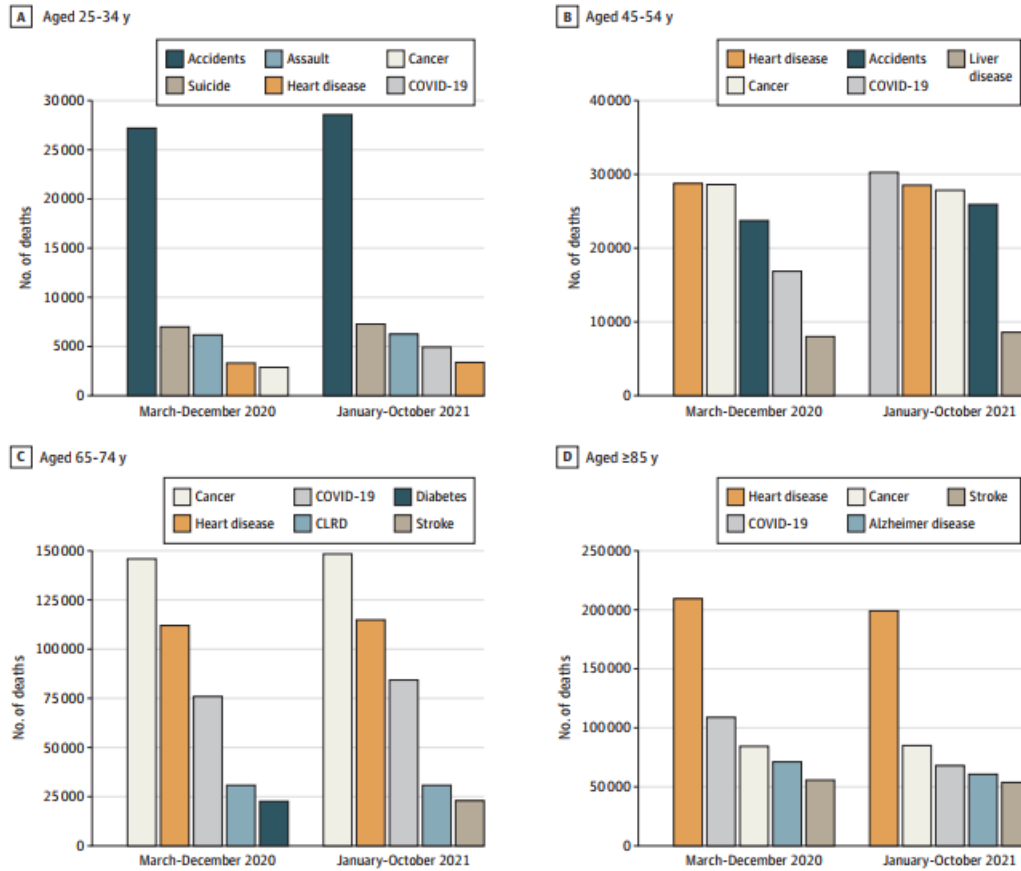 A Aged 25-34 y
Accidents Assault Cancer
Suicide Heart disease COVID-19
30000
25000
20000
15000
10000
5000
0
No. of deaths
March-December 2020 January-October 2021
B Aged 45-54 y
Heart disease Accidents Liver disease
Cancer COVID-19
40000
30000
20000
10000
0
No. of deaths
March-December 2020 January-October 2021
C Aged 65-74 y
Cancer COVID-19 Diabetes
Heart disease CLRD Stroke
150000
125000
100000
75000
50000
25000
0
No. of deaths
March-December 2020 January-October 2021
D Aged ≥85 y
Heart disease Cancer Stroke
COVID-19 Alzheimer disease
250000
200000
150000
100000
50000
0
No. of deaths
March-December 2020 January-October 2021